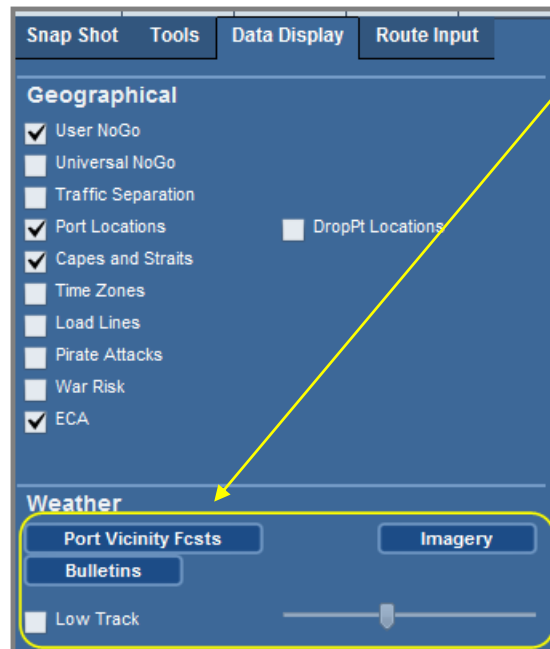 Snap Shot Tools Data Display Route Input
Geographical
User NoGo
Universal NoGo
Traffic Separation
Port Locations DropPt Locations
Capes and Straits
Time Zones
Load Lines
Pirate Attacks
War Risk
ECA
Weather
Port Vicinity Fcsts Imagery
Bulletins
Low Track